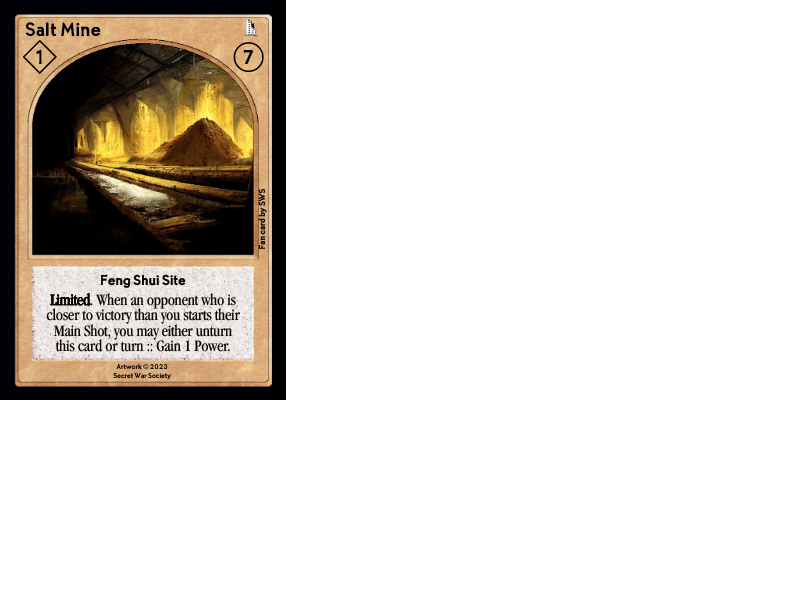 Salt Mine
1
7
Fan card by SWS
Feng Shui Site
Limited. When an opponent who is
closer to victory than you starts their
Main Shot, you may either unturn
this card or turn :: Gain 1 Power.
Artwork © 2023
Secret War Society